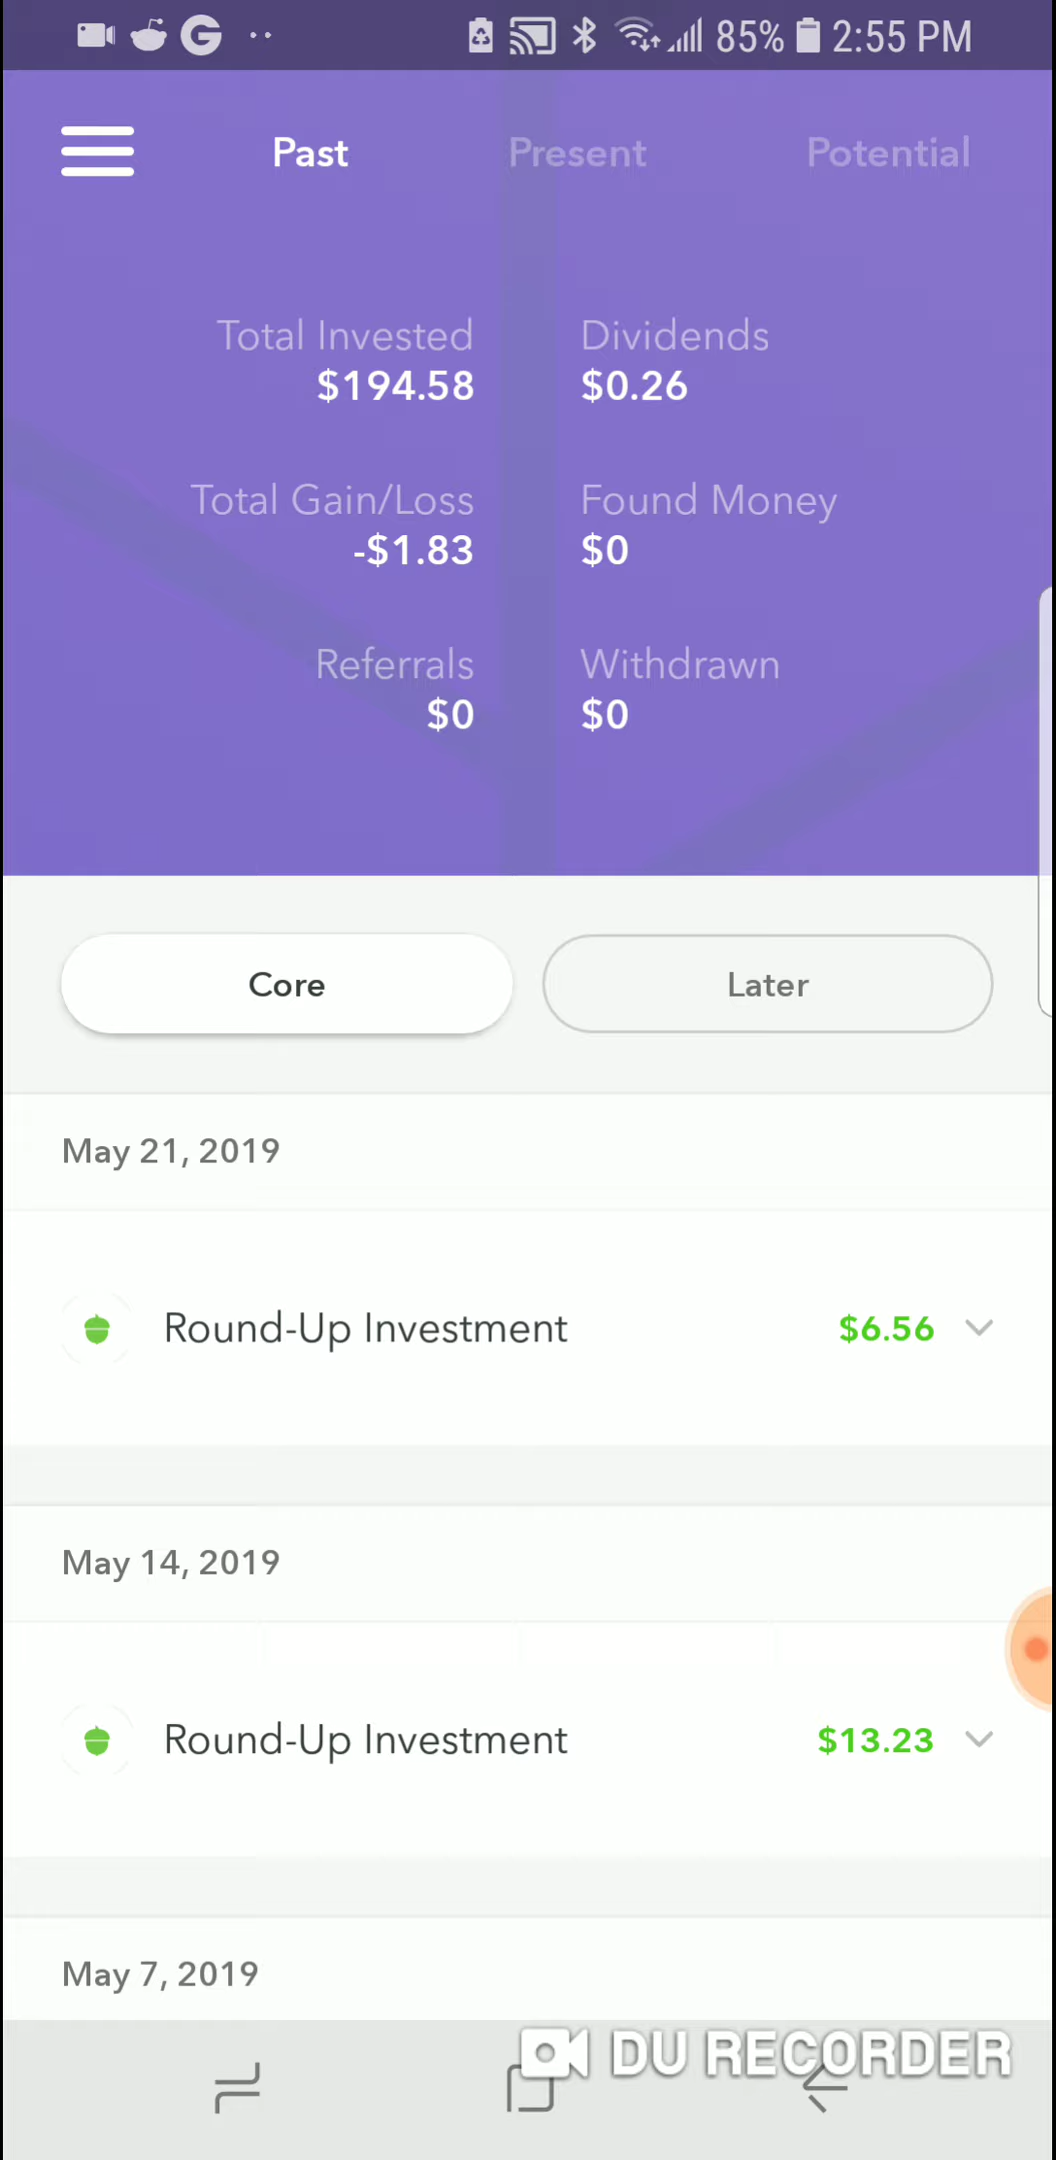 85% 2:55 PM
Past Present Potential
Total Invested Dividends
$194.58 $0.26
Total Gain/Loss Found Money
-$1.83 $0
Referrals Withdrawn
$0 $0
Core Later
May 21, 2019
Round-Up Investment $6.56
May 14, 2019
Round-Up Investment $13.23
May 7, 2019
DU RECORDER